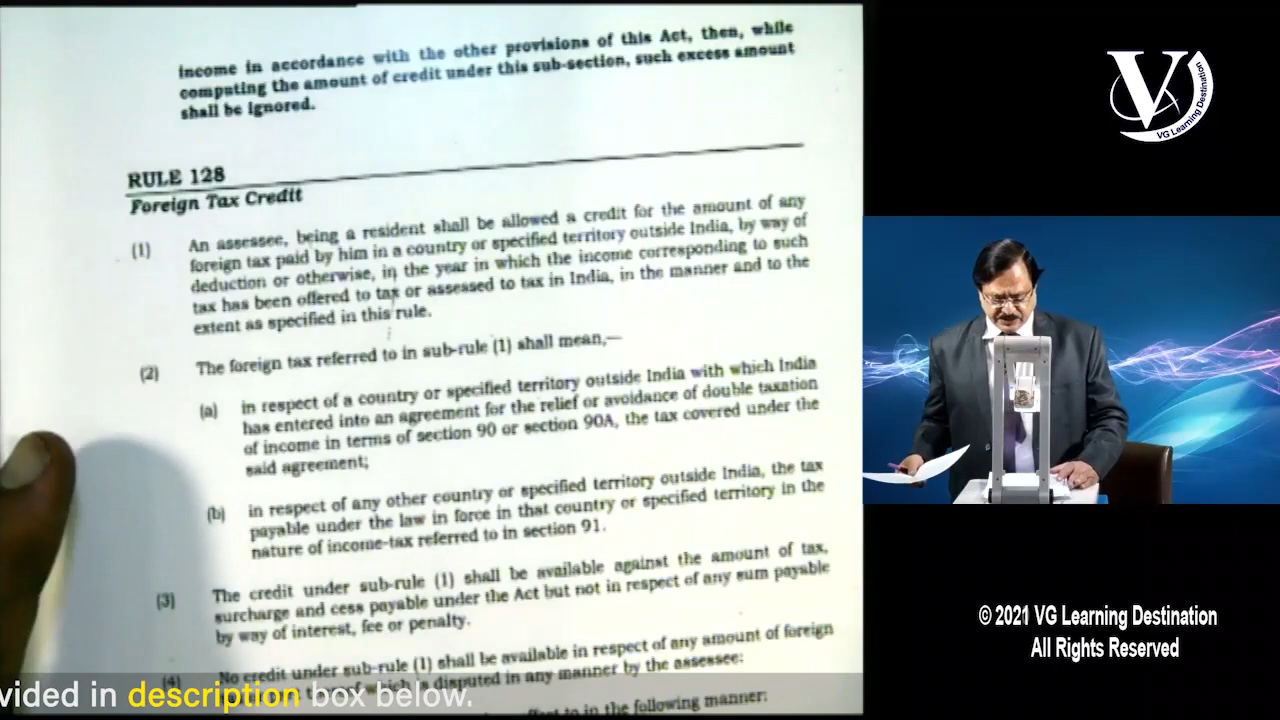 income in accordance with the other provisions of this Act, then, while
computing the amount of credit under this sub-section, such excess amount
shall be ignored.
RULE 128
Foreign Tax Credit
(1) An assessee, being a resident shall be allowed a credit for the amount of any
foreign tax paid by him in a country or specified territory outside India, by way of
deduction or otherwise, in the year in which the income corresponding to such
tax has been offered to tax or assessed to tax in India, in the manner and to the
extent as specified in this rule.
(2) The foreign tax referred to in sub-rule (1) shall mean,—
(a) in respect of a country or specified territory outside India with which India
has entered into an agreement for the relief or avoidance of double taxation
of income in terms of section 90 or section 90A, the tax covered under the
said agreement;
(b) in respect of any other country or specified territory outside India, the tax
payable under the law in force in that country or specified territory in the
nature of income-tax referred to in section 91.
(3) The credit under sub-rule (1) shall be available against the amount of tax,
surcharge and cess payable under the Act but not in respect of any sum payable
by way of interest, fee or penalty.
(4) No credit under sub-rule (1) shall be available in respect of any amount of foreign
of which is disputed in any manner by the assessee:
in the following manner:
vided in description box below.
V
VG Learning Destination
© 2021 VG Learning Destination
All Rights Reserved